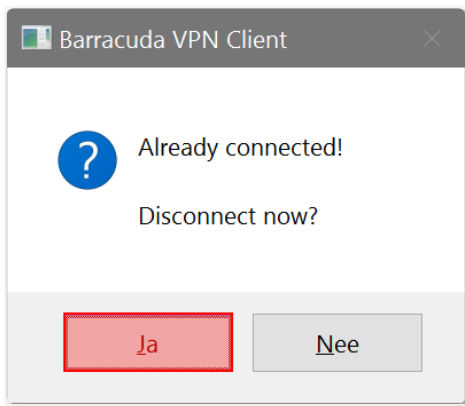 Barracuda VPN Client
Already connected!
Disconnect now?
Ja
Nee